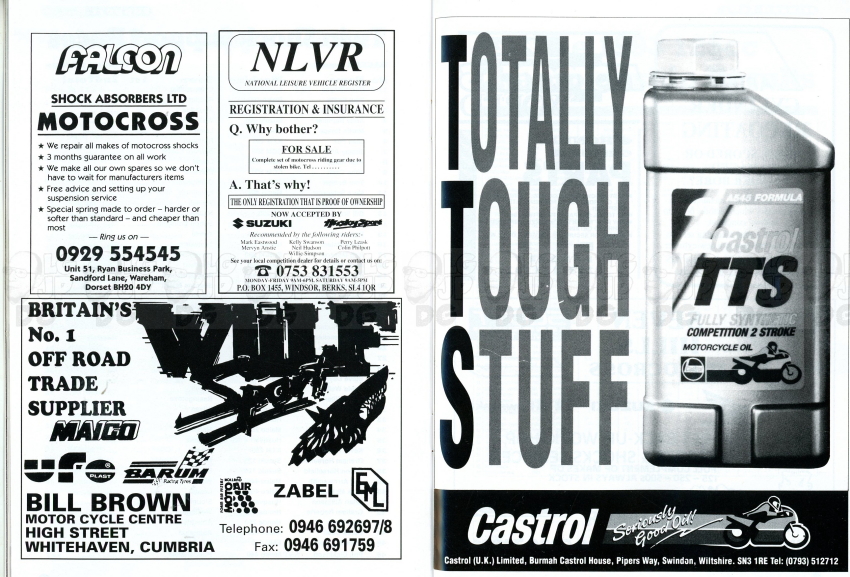 FALCON
SHOCK ABSORBERS LTD
MOTOCROSS
★ We repair all makes of motocross shocks
★ 3 months guarantee on all work
★ We make all our own spares so we don't
have to wait for manufacturers items
★ Free advice and setting up your
suspension service
★ Special spring made to order – harder or
softer than standard – and cheaper than
most
— Ring us on —
0929 554545
Unit 51, Ryan Business Park,
Sandford Lane, Wareham,
Dorset BH20 4DY
NLVR
NATIONAL LEISURE VEHICLE REGISTER
REGISTRATION & INSURANCE
Q. Why bother?
FOR SALE
Complete set of motocross riding gear due to
stolen bike. Tel . . . . . . . . . .
A. That's why!
THE ONLY REGISTRATION THAT IS PROOF OF OWNERSHIP
NOW ACCEPTED BY
SUZUKI
Recommended by the following riders:-
Mark Eastwood Kelly Swanson Perry Leask
Mervyn Anstie Neil Hudson Colin Philpott
Willie Simpson
See your local competition dealer for details or contact us on:
☎ 0753 831553
MONDAY-FRIDAY 9AM-6PM, SATURDAY 9AM-3PM
P.O. BOX 1455, WINDSOR, BERKS, SL4 1QR
BRITAIN'S
No. 1
OFF ROAD
TRADE
SUPPLIER
WULF
Sport
MAICO
UFO PLAST
BARUM
Racing Tyres
MOTO AIR
ZABEL
EML
BILL BROWN
MOTOR CYCLE CENTRE
HIGH STREET
WHITEHAVEN, CUMBRIA
Telephone: 0946 692697/8
Fax: 0946 691759
TOTALLY
TOUGH
STUFF
A545 FORMULA
Castrol
TTS
FULLY SYNTHETIC
COMPETITION 2 STROKE
MOTORCYCLE OIL
Castrol
Seriously
Good Oil!
Castrol (U.K.) Limited, Burmah Castrol House, Pipers Way, Swindon, Wiltshire. SN3 1RE Tel: (0793) 512712